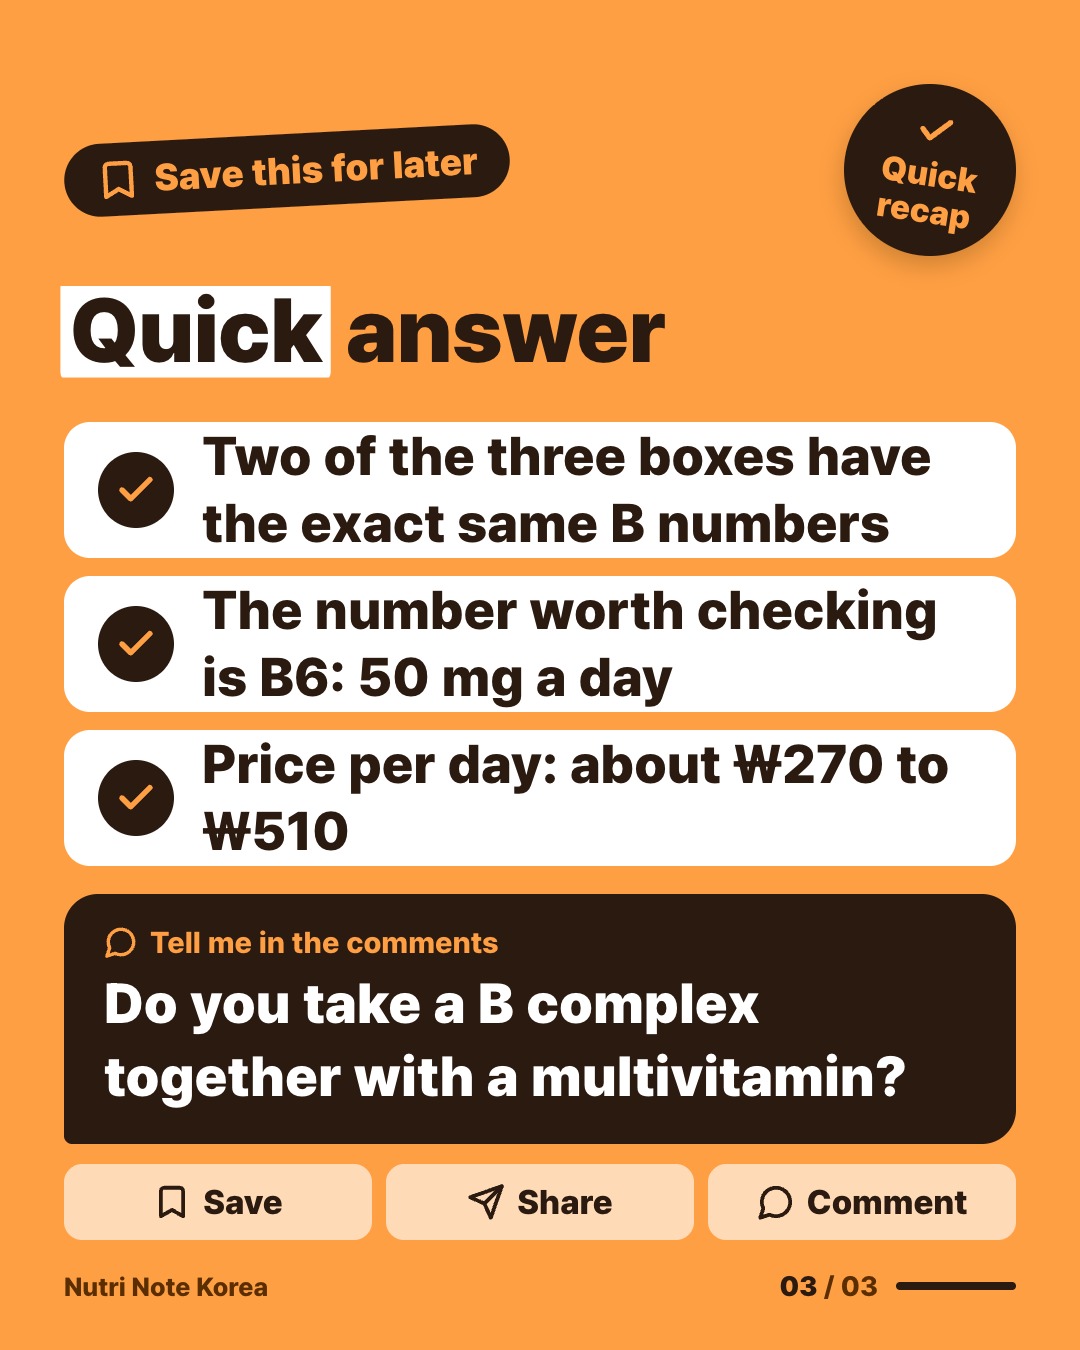 Save this for later
Quick
recap
Quick answer
Two of the three boxes have
the exact same B numbers
The number worth checking
is B6: 50 mg a day
Price per day: about ₩270 to
₩510
Tell me in the comments
Do you take a B complex
together with a multivitamin?
Save
Share
Comment
Nutri Note Korea
03 / 03